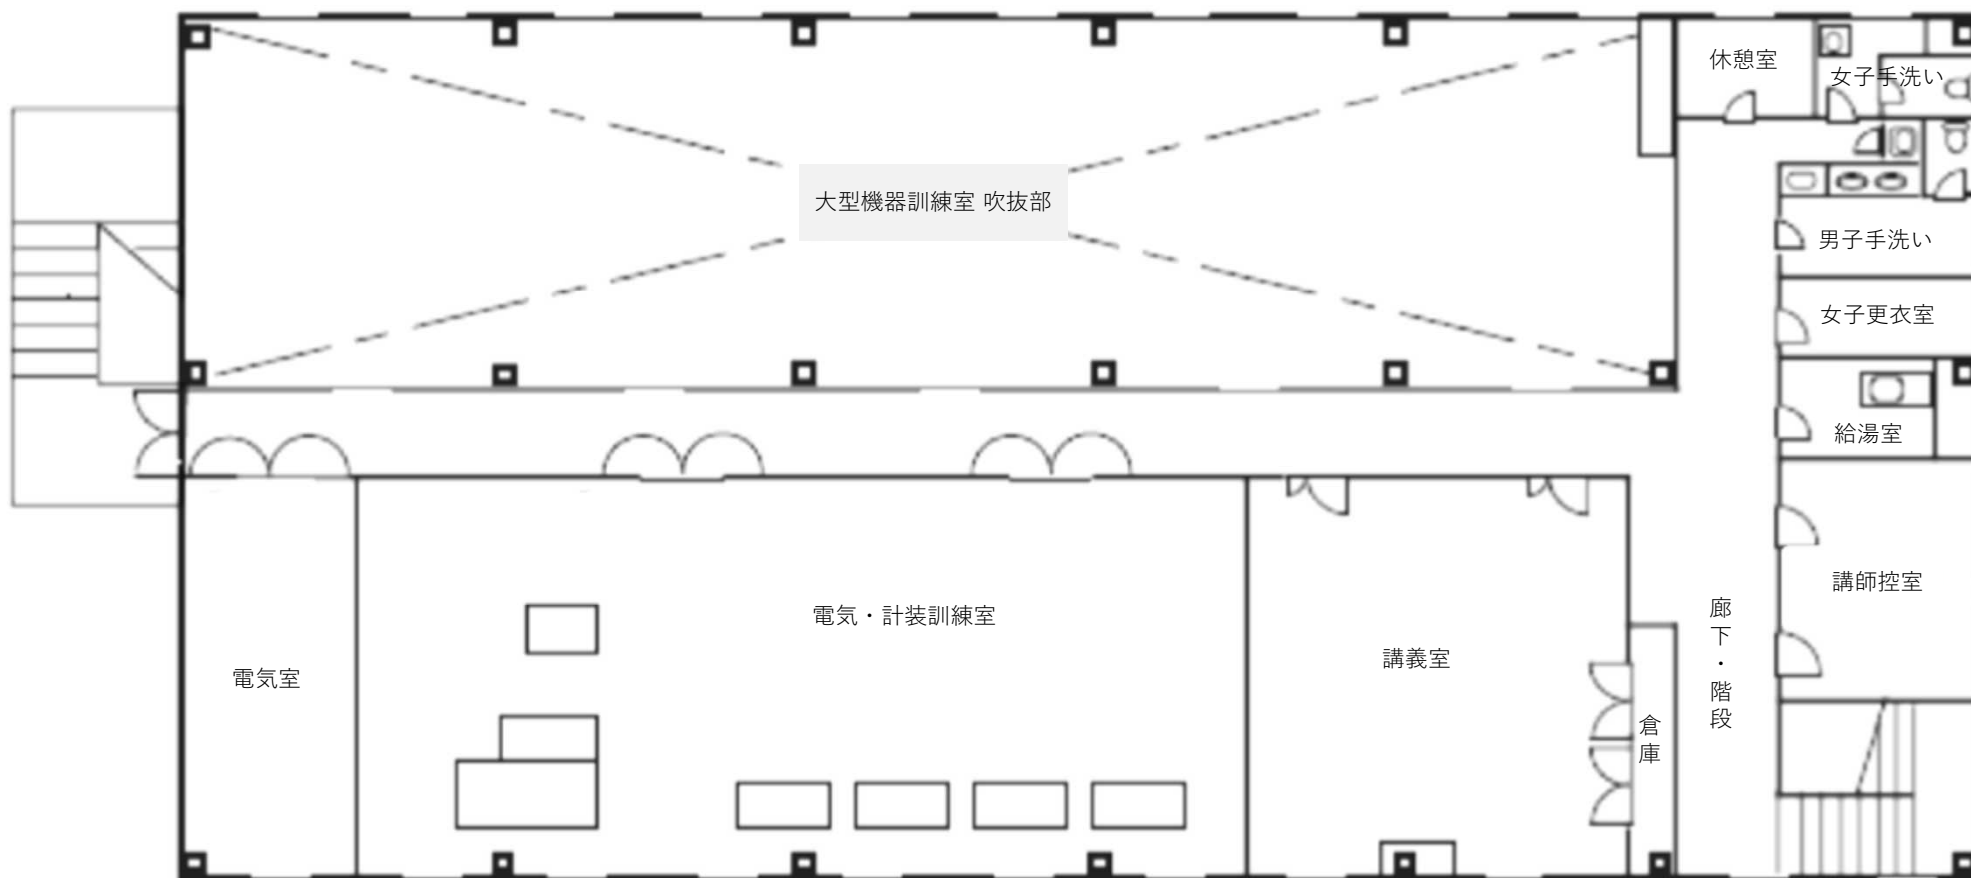 休憩室
女子手洗い
大型機器訓練室 吹抜部
男子手洗い
女子更衣室
給湯室
講師控室
電気・計装訓練室
廊下・階段
講義室
電気室
倉庫